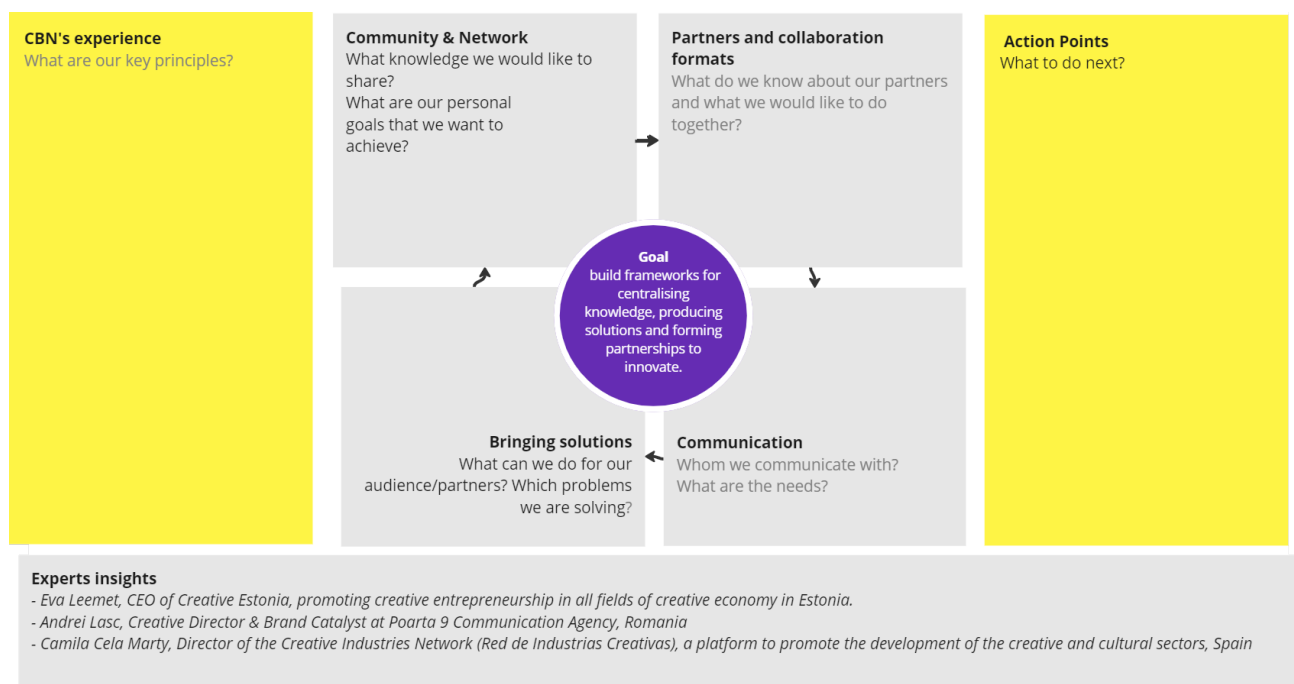 CBN's experience
What are our key principles?
Community & Network
What knowledge we would like to
share?
What are our personal
goals that we want to
achieve?
Partners and collaboration
formats
What do we know about our partners
and what we would like to do
together?
Action Points
What to do next?
Goal
build frameworks for
centralising
knowledge, producing
solutions and forming
partnerships to
innovate.
Bringing solutions
What can we do for our
audience/partners? Which problems
we are solving?
Communication
Whom we communicate with?
What are the needs?
Experts insights
- Eva Leemet, CEO of Creative Estonia, promoting creative entrepreneurship in all fields of creative economy in Estonia.
- Andrei Lasc, Creative Director & Brand Catalyst at Poarta 9 Communication Agency, Romania
- Camila Cela Marty, Director of the Creative Industries Network (Red de Industrias Creativas), a platform to promote the development of the creative and cultural sectors, Spain